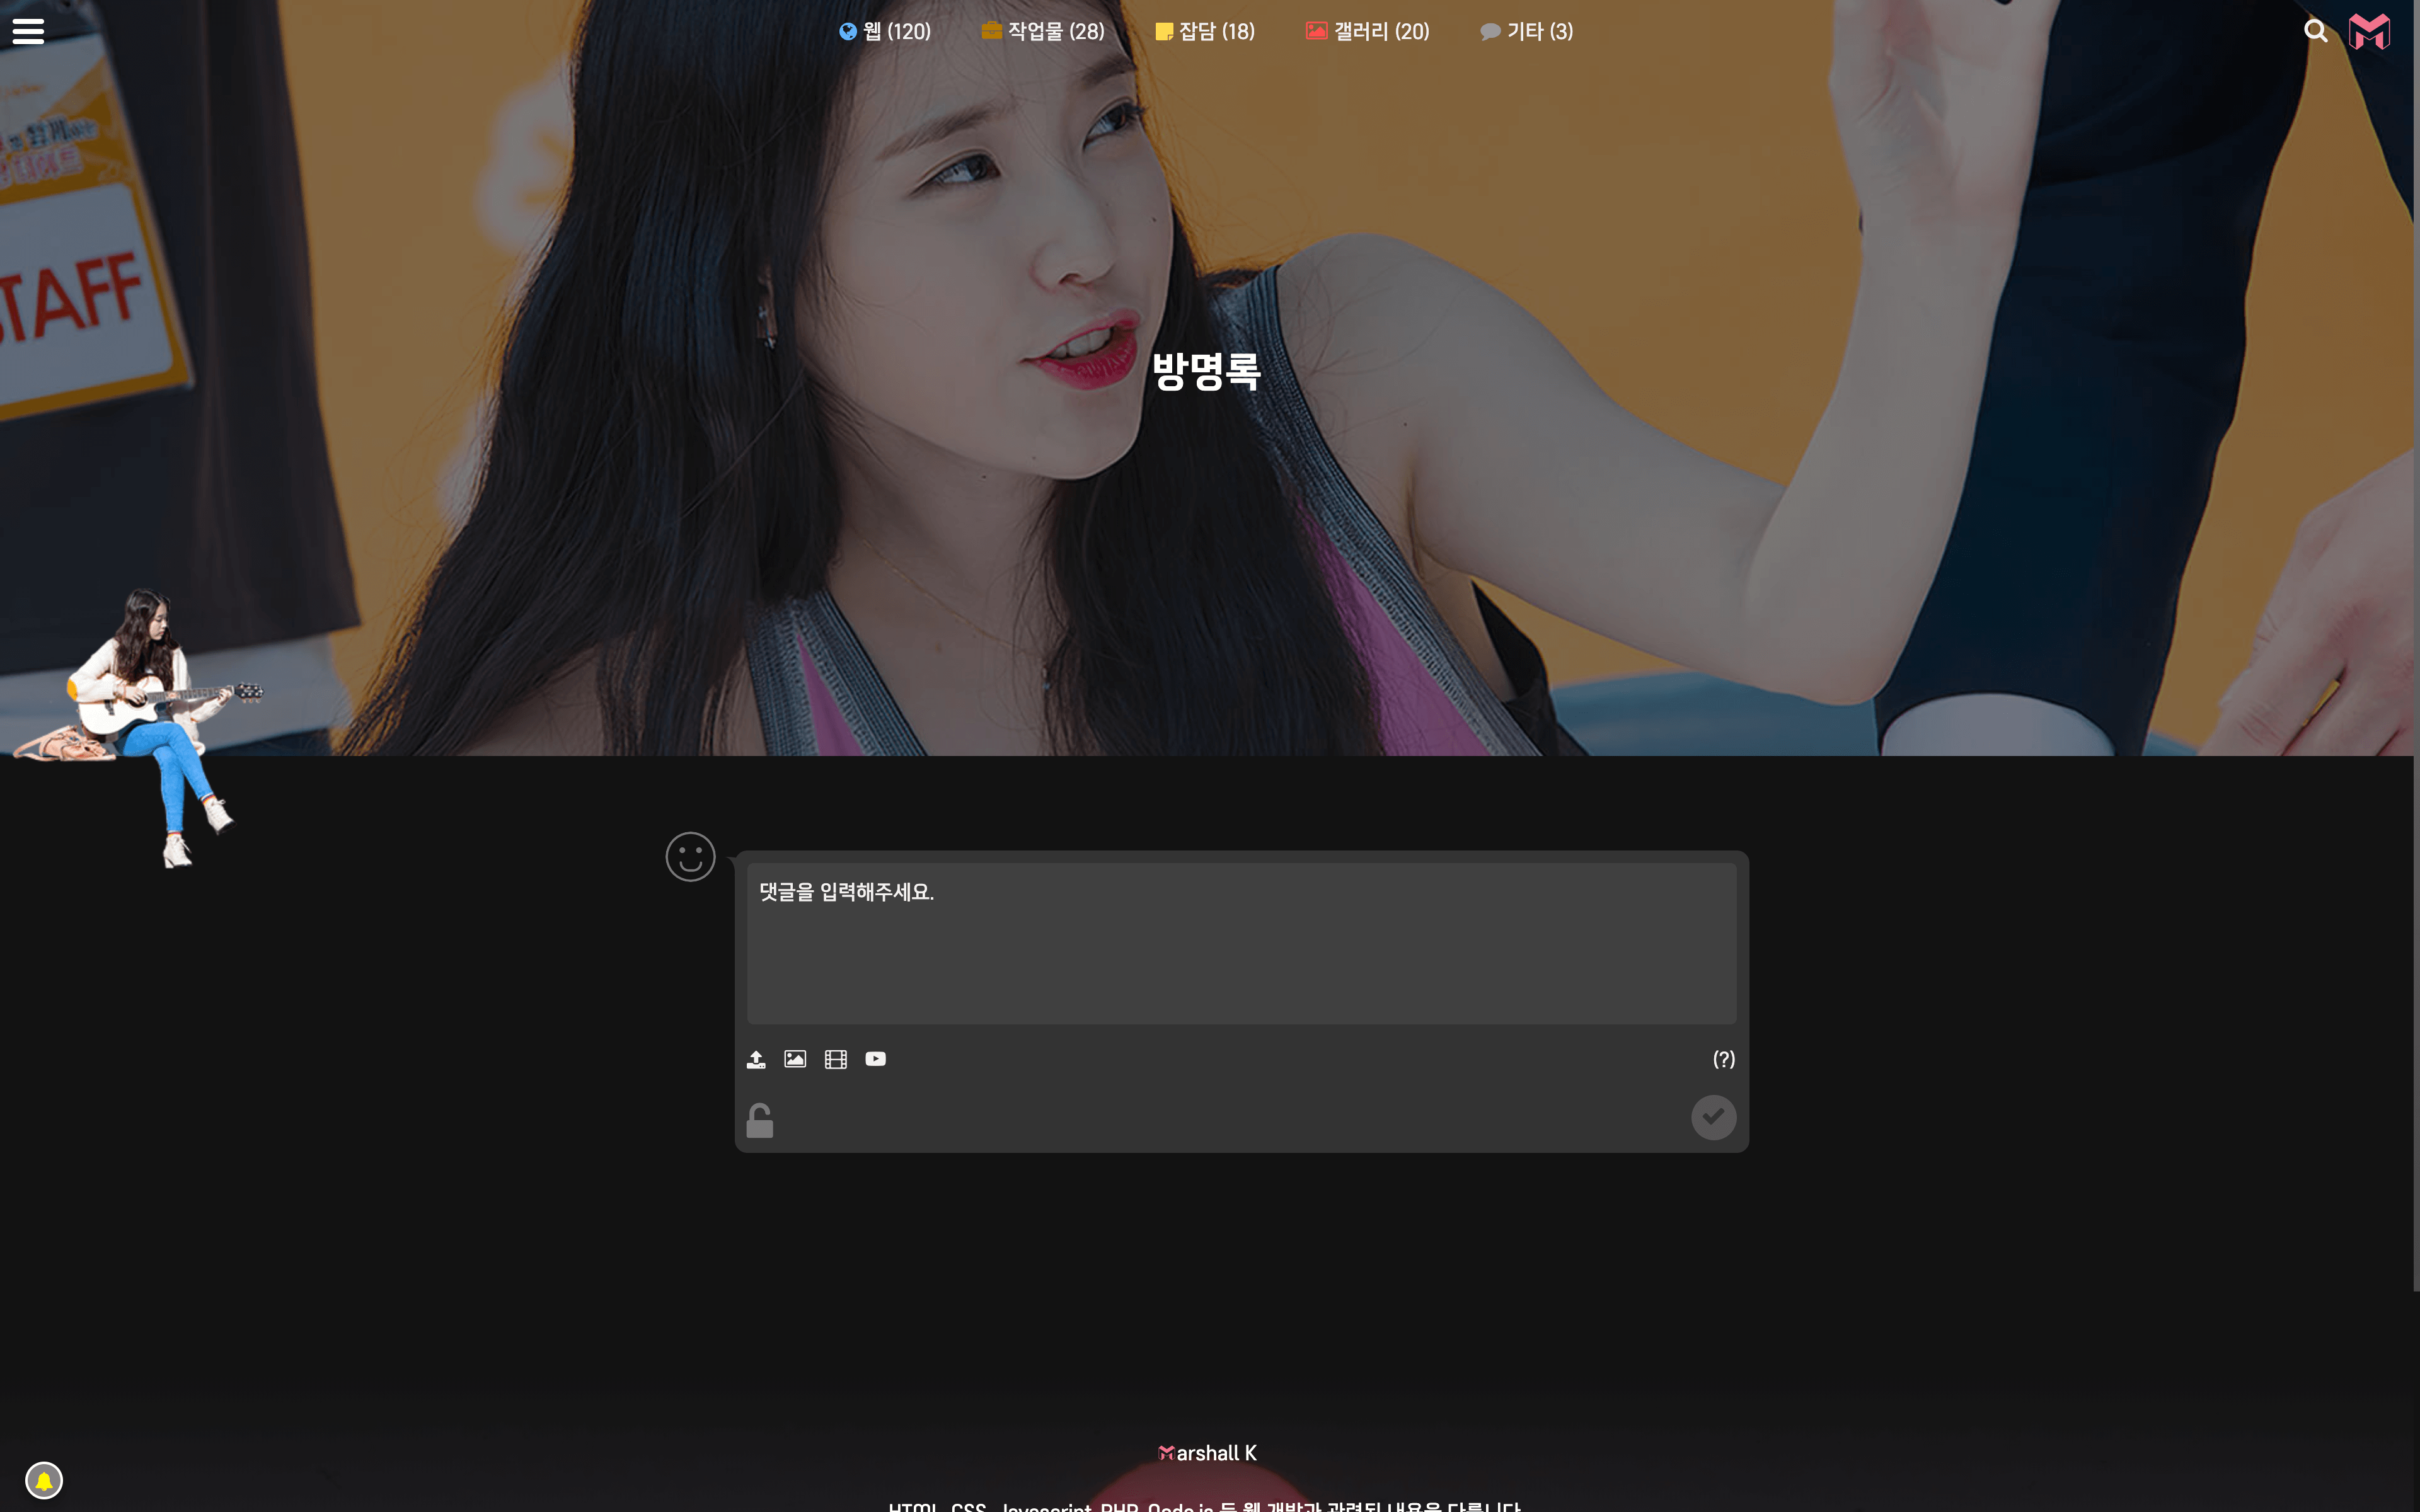 웹 (120) 작업물 (28) 잡담 (18) 갤러리 (20) 기타 (3)
STAFF
방명록
댓글을 입력해주세요.
(?)
Marshall K
HTML, CSS, Javascript, PHP, Node.js 등 웹 개발과 관련된 내용을 다룹니다.